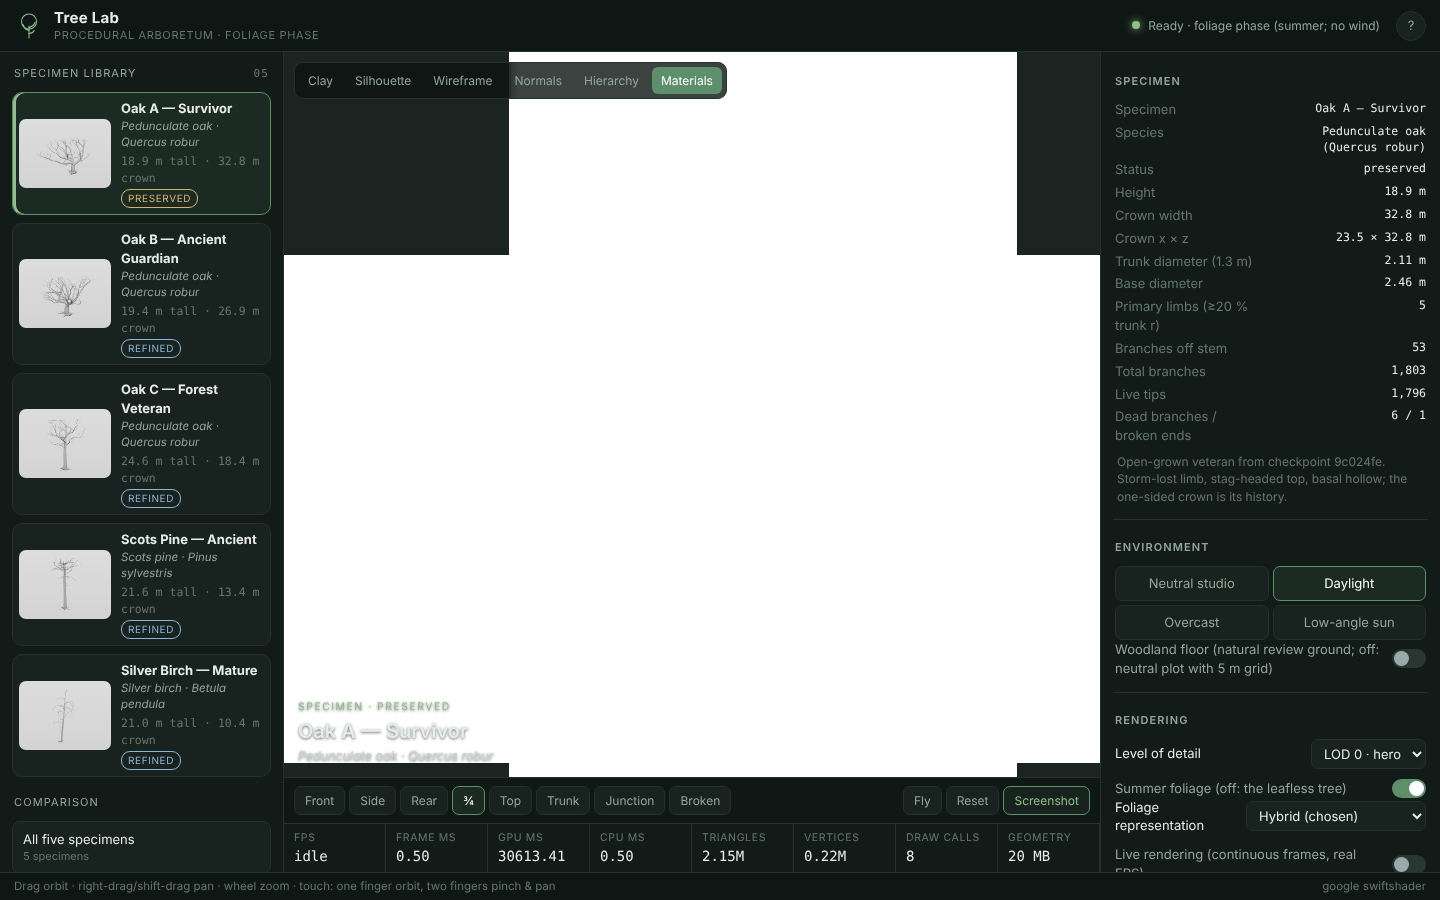 Tree Lab
PROCEDURAL ARBORETUM · FOLIAGE PHASE
Ready · foliage phase (summer; no wind)
?
SPECIMEN LIBRARY
05
Oak A — Survivor
Pedunculate oak ·
Quercus robur
18.9 m tall · 32.8 m
crown
PRESERVED
Oak B — Ancient
Guardian
Pedunculate oak ·
Quercus robur
19.4 m tall · 26.9 m
crown
REFINED
Oak C — Forest
Veteran
Pedunculate oak ·
Quercus robur
24.6 m tall · 18.4 m
crown
REFINED
Scots Pine — Ancient
Scots pine · Pinus
sylvestris
21.6 m tall · 13.4 m
crown
REFINED
Silver Birch — Mature
Silver birch · Betula
pendula
21.0 m tall · 10.4 m
crown
REFINED
COMPARISON
All five specimens
5 specimens
Clay
Silhouette
Wireframe
Normals
Hierarchy
Materials
SPECIMEN · PRESERVED
Oak A — Survivor
Pedunculate oak · Quercus robur
Front
Side
Rear
¾
Top
Trunk
Junction
Broken
Fly
Reset
Screenshot
FPS
idle
FRAME MS
0.50
GPU MS
30613.41
CPU MS
0.50
TRIANGLES
2.15M
VERTICES
0.22M
DRAW CALLS
8
GEOMETRY
20 MB
SPECIMEN
Specimen
Oak A — Survivor
Species
Pedunculate oak
(Quercus robur)
Status
preserved
Height
18.9 m
Crown width
32.8 m
Crown x × z
23.5 × 32.8 m
Trunk diameter (1.3 m)
2.11 m
Base diameter
2.46 m
Primary limbs (≥20 %
trunk r)
5
Branches off stem
53
Total branches
1,803
Live tips
1,796
Dead branches /
broken ends
6 / 1
Open-grown veteran from checkpoint 9c024fe.
Storm-lost limb, stag-headed top, basal hollow; the
one-sided crown is its history.
ENVIRONMENT
Neutral studio
Daylight
Overcast
Low-angle sun
Woodland floor (natural review ground; off:
neutral plot with 5 m grid)
RENDERING
Level of detail
LOD 0 · hero
Summer foliage (off: the leafless tree)
Foliage
representation
Hybrid (chosen)
Live rendering (continuous frames, real
FPS)
Drag orbit · right-drag/shift-drag pan · wheel zoom · touch: one finger orbit, two fingers pinch & pan
google swiftshader